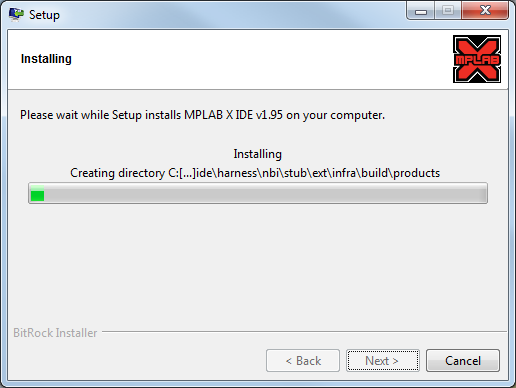 Setup
Installing
MPLAB
Please wait while Setup installs MPLAB X IDE v1.95 on your computer.
Installing
Creating directory C:[...]ide\harness\nbi\stub\ext\infra\build\products
BitRock Installer
< Back
Next >
Cancel